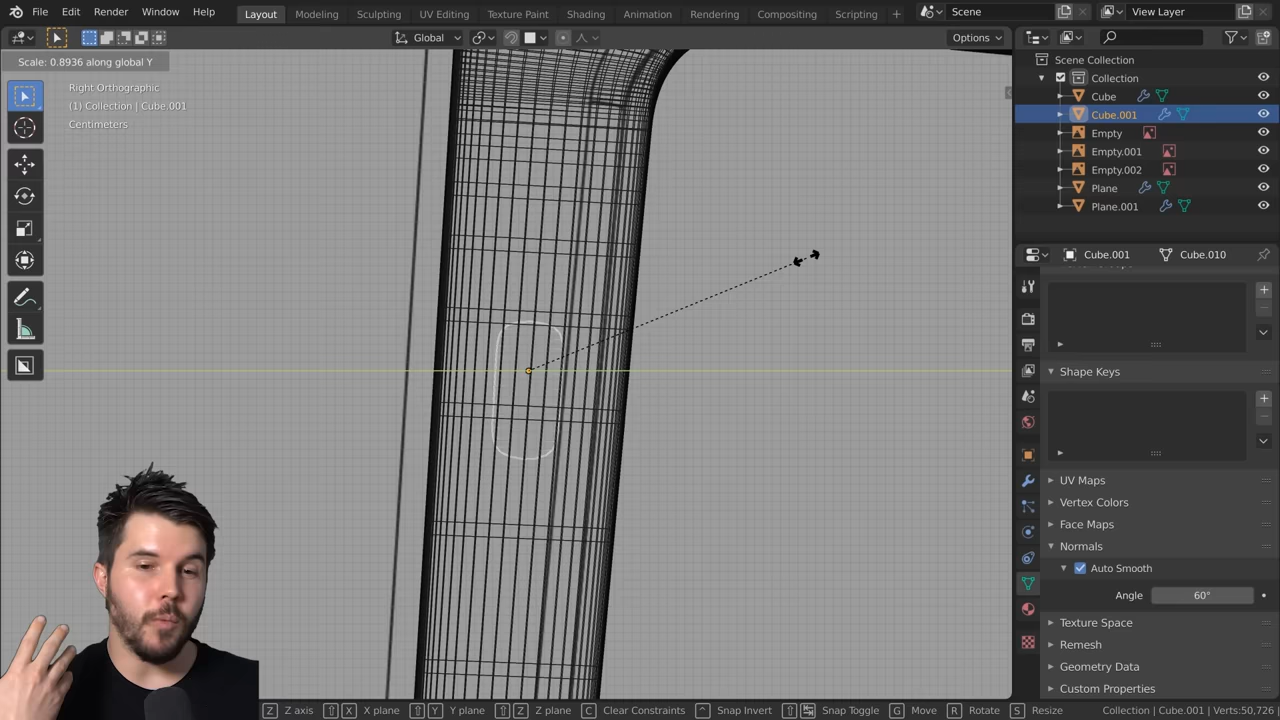 File Edit Render Window Help
Layout Modeling Sculpting UV Editing Texture Paint Shading Animation Rendering Compositing Scripting +
Scene
View Layer
Global
Options
Scale: 0.8936 along global Y
Right Orthographic
(1) Collection | Cube.001
Centimeters
Scene Collection
Collection
Cube
Cube.001
Empty
Empty.001
Empty.002
Plane
Plane.001
Cube.001 Cube.010
Shape Keys
UV Maps
Vertex Colors
Face Maps
Normals
Auto Smooth
Angle 60°
Texture Space
Remesh
Geometry Data
Custom Properties
Z Z axis X X plane Y Y plane Z Z plane C Clear Constraints Snap Invert Snap Toggle G Move R Rotate S Resize Collection | Cube.001 | Verts:50,726